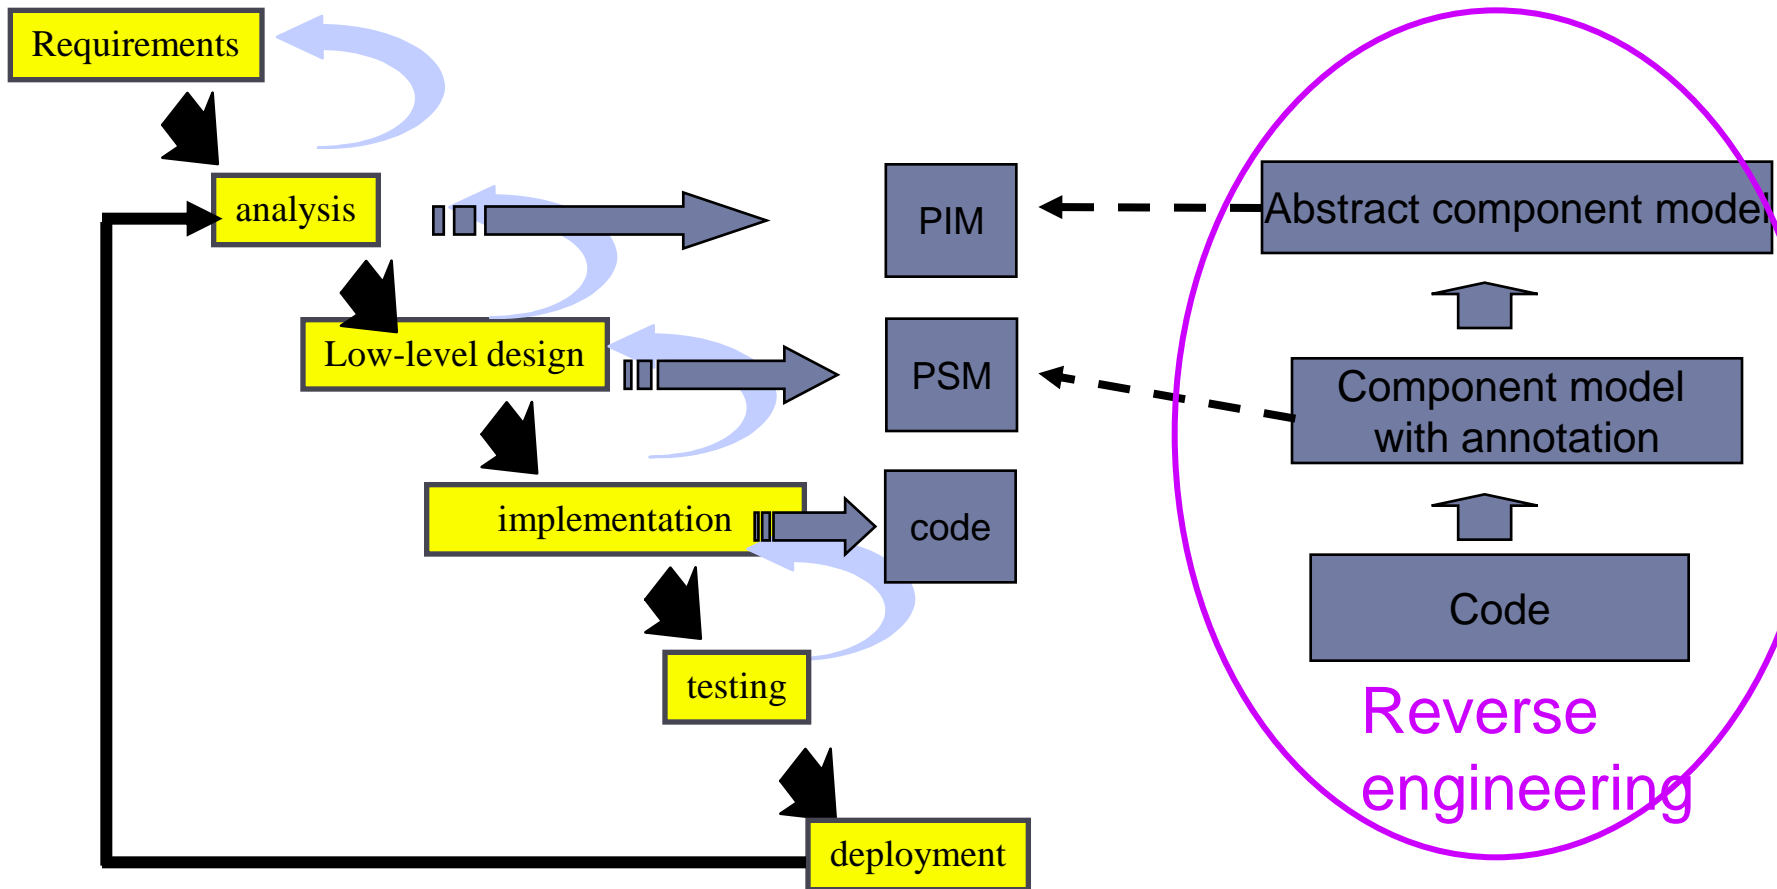 Requirements
analysis
PIM
Abstract component model
Low-level design
PSM
Component model
with annotation
implementation
code
Code
testing
Reverse
engineering
deployment